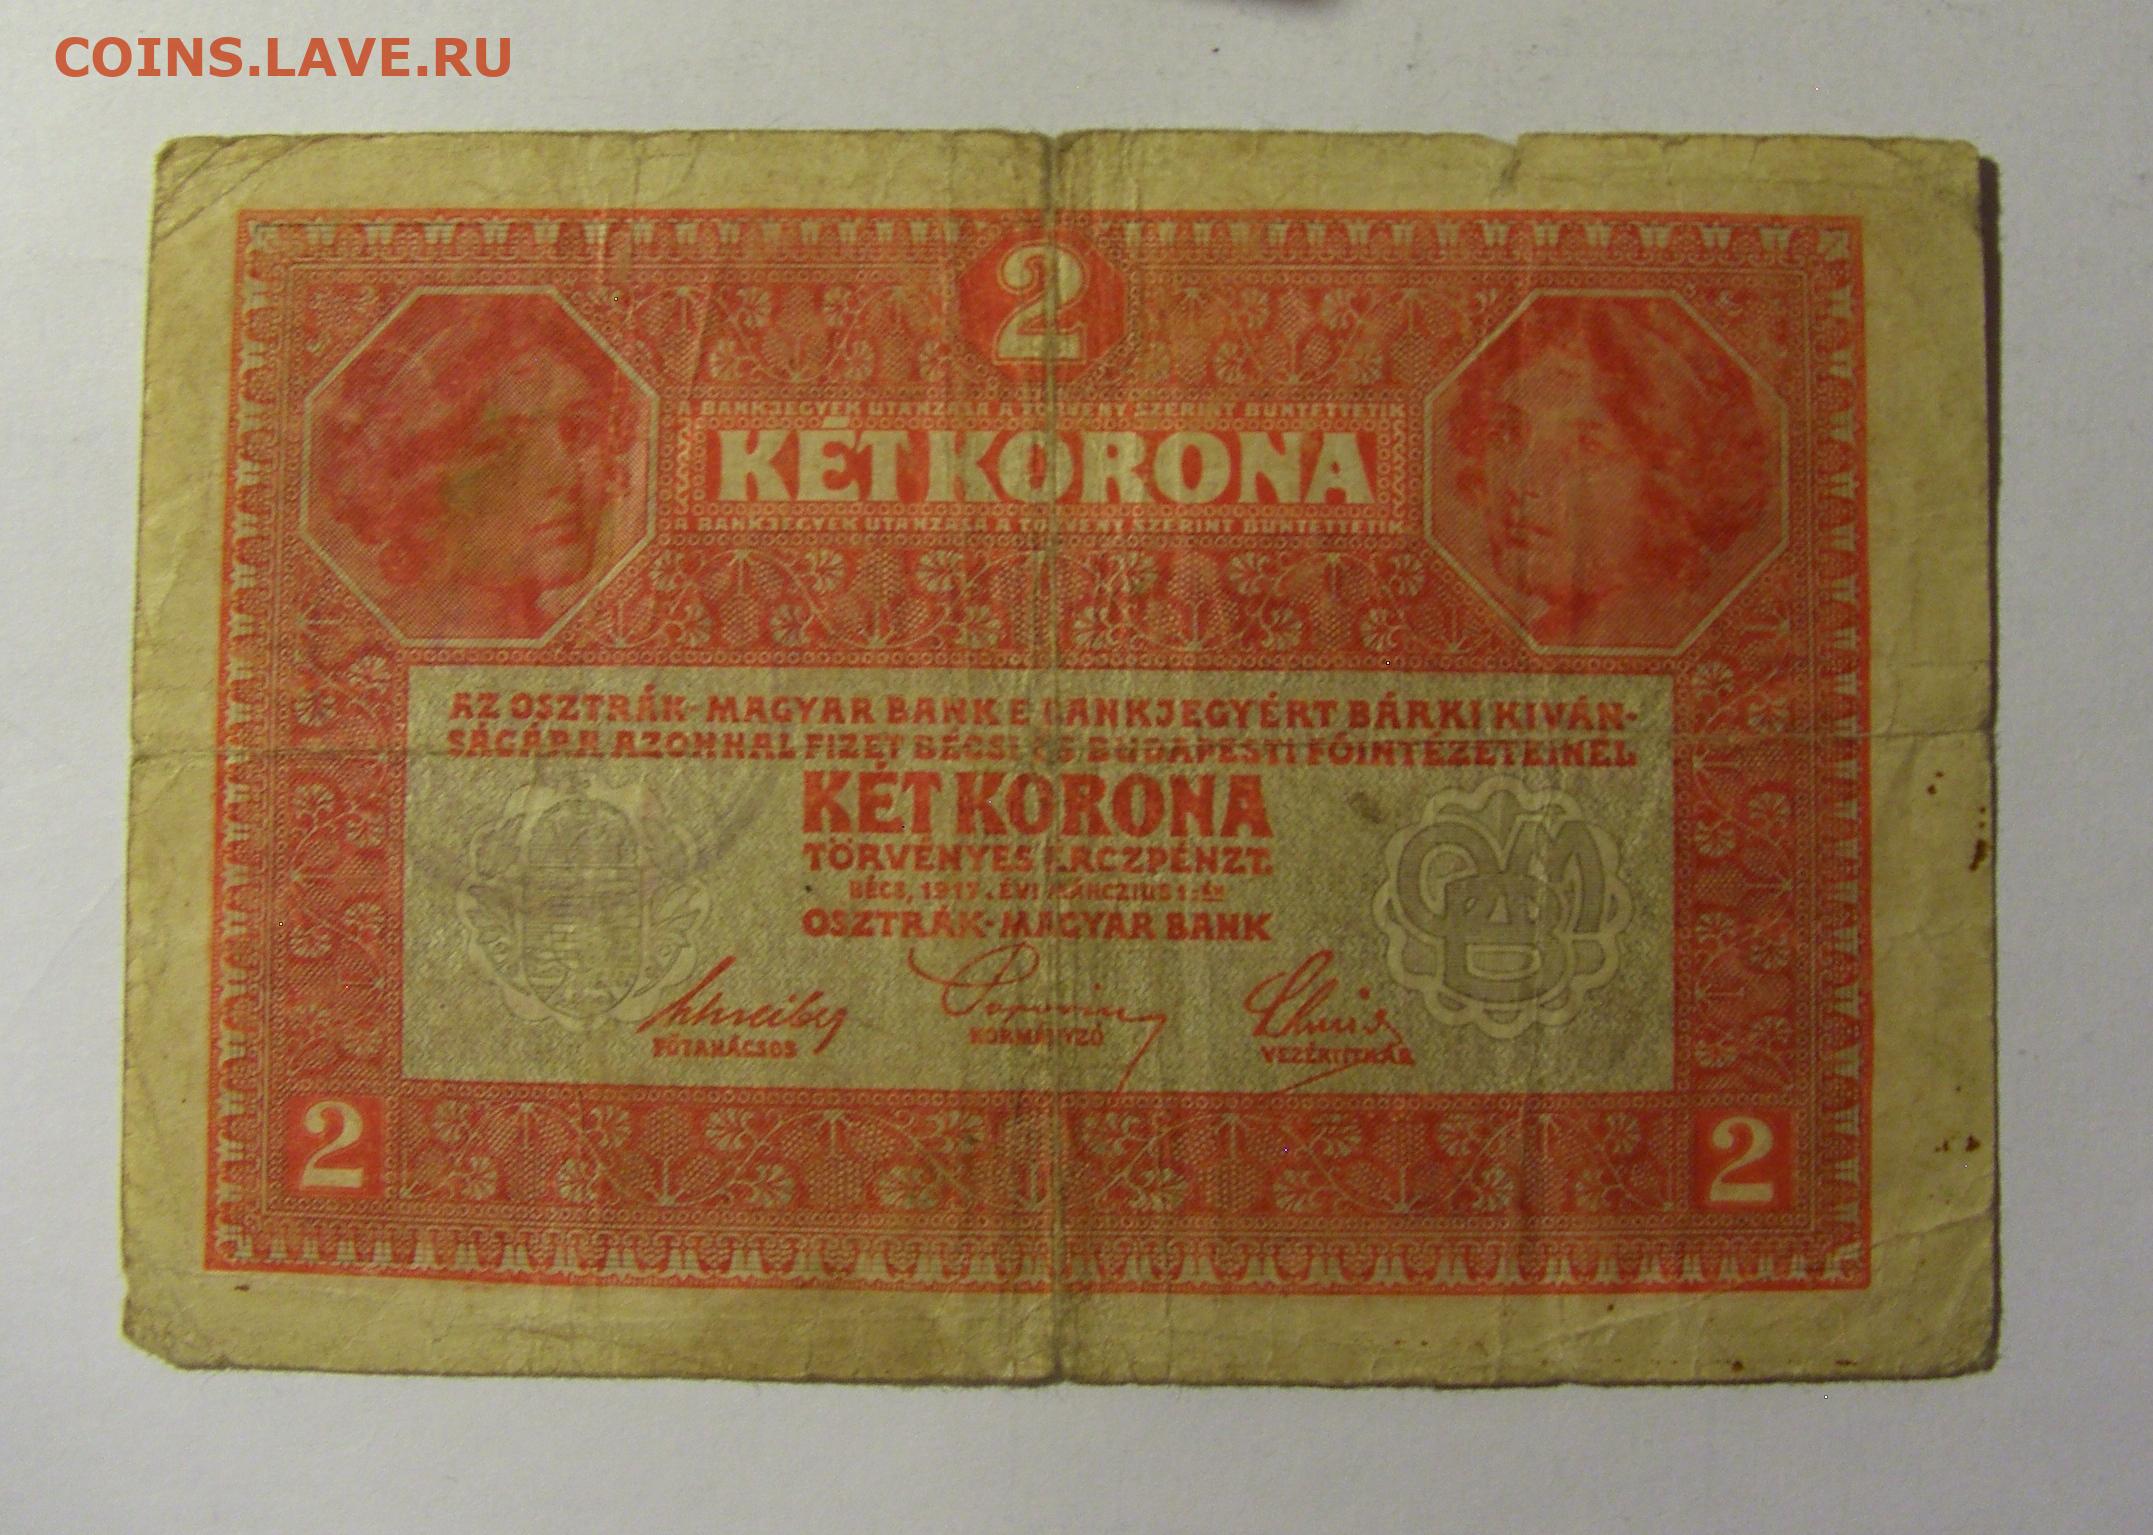 COINS.LAVE.RU
2
A BANKJEGYEK UTÁNZÁSA A TÖRVÉNY SZERINT BÜNTETTETIK
KÉT KORONA
A BANKJEGYEK UTÁNZÁSA A TÖRVÉNY SZERINT BÜNTETTETIK
AZ OSZTRÁK-MAGYAR BANK E BANKJEGYÉRT BÁRKI KIVÁN-
SÁGÁRA AZONNAL FIZET BÉCSI ÉS BUDAPESTI FŐINTÉZETEINÉL
KÉT KORONA
TÖRVÉNYES ÉRCZPÉNZT.
BÉCS, 1917. ÉVI MÁRCZIUS 1-ÉN
OSZTRÁK-MAGYAR BANK
FŐTANÁCSOS KORMÁNYZÓ VEZÉRTITKÁR
2 2